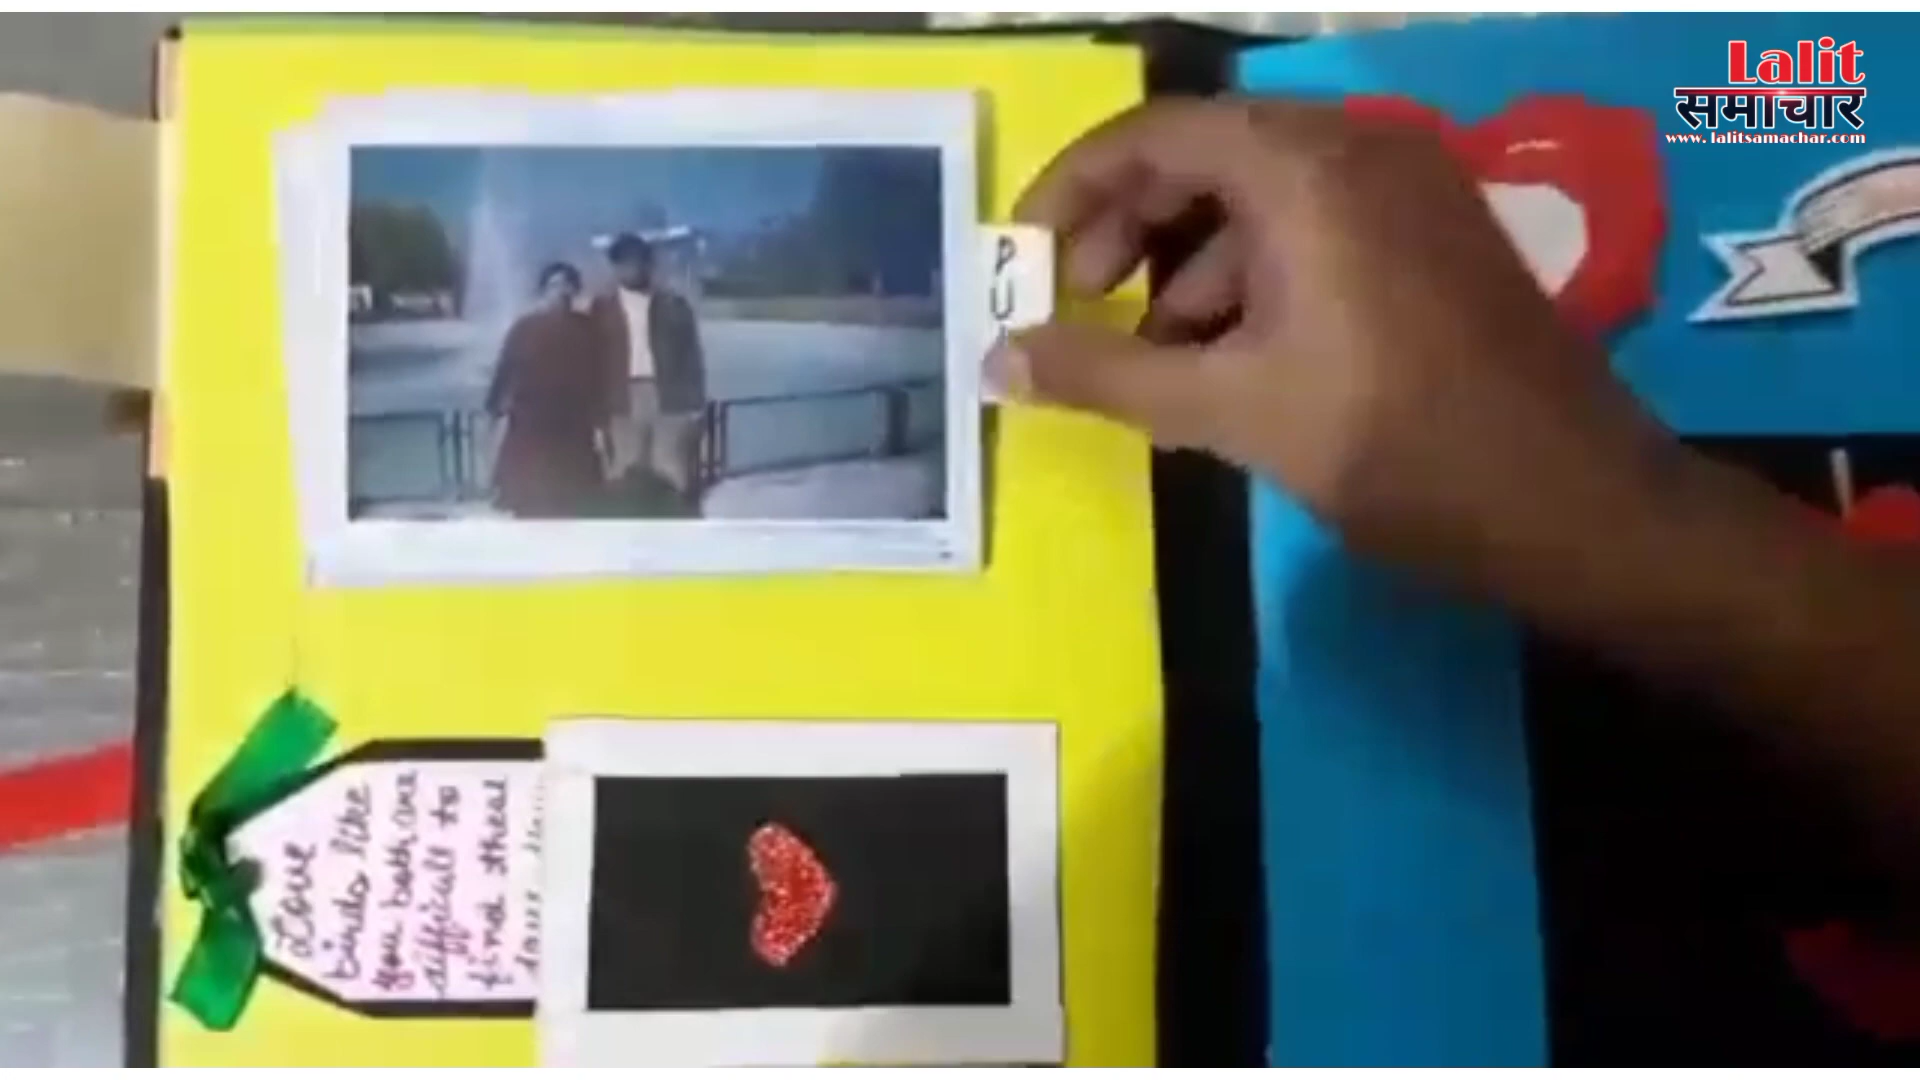 Lalit
समाचार
www.lalitsamachar.com
PU
Love
birds like
you both are
difficult to
find these